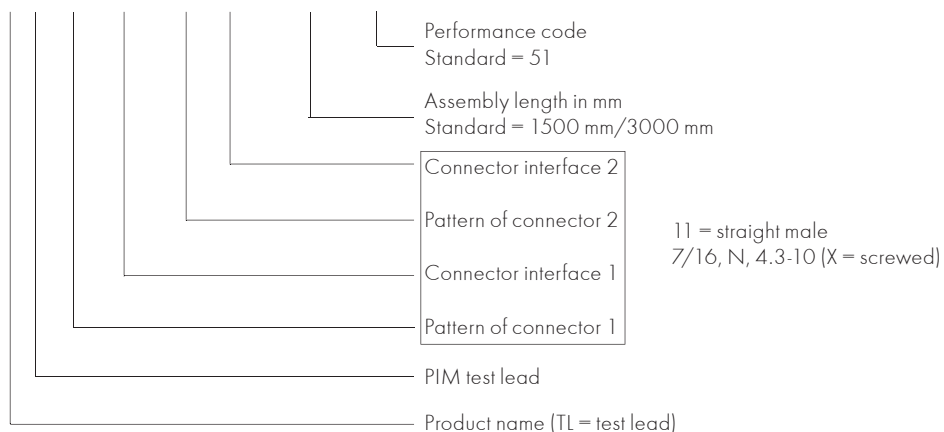 Performance code
Standard = 51
Assembly length in mm
Standard = 1500 mm/3000 mm
Connector interface 2
Pattern of connector 2
11 = straight male
7/16, N, 4.3-10 (X = screwed)
Connector interface 1
Pattern of connector 1
PIM test lead
Product name (TL = test lead)